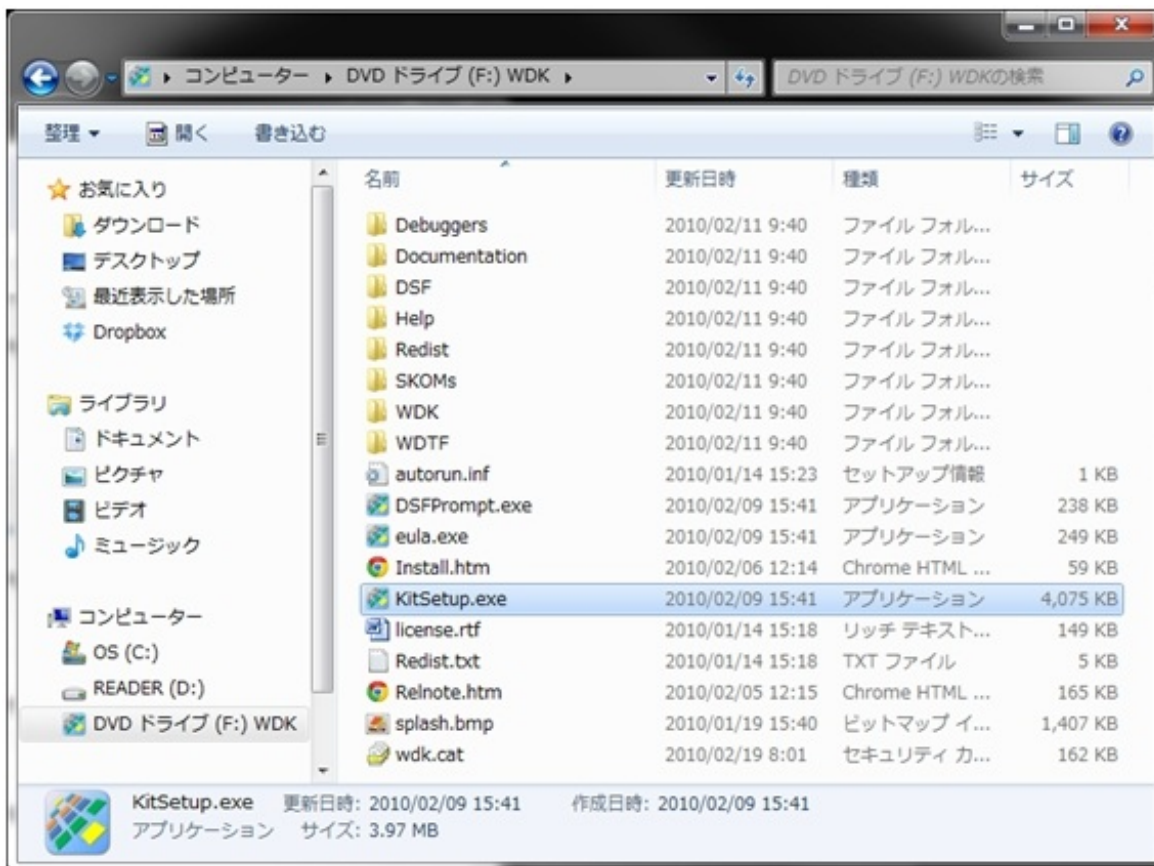 コンピューター ▸ DVD ドライブ (F:) WDK ▸
DVD ドライブ (F:) WDKの検索
整理 開く 書き込む
お気に入り
ダウンロード
デスクトップ
最近表示した場所
Dropbox
ライブラリ
ドキュメント
ピクチャ
ビデオ
ミュージック
コンピューター
OS (C:)
READER (D:)
DVD ドライブ (F:) WDK
名前 更新日時 種類 サイズ
Debuggers 2010/02/11 9:40 ファイル フォル...
Documentation 2010/02/11 9:40 ファイル フォル...
DSF 2010/02/11 9:40 ファイル フォル...
Help 2010/02/11 9:40 ファイル フォル...
Redist 2010/02/11 9:40 ファイル フォル...
SKOMs 2010/02/11 9:40 ファイル フォル...
WDK 2010/02/11 9:40 ファイル フォル...
WDTF 2010/02/11 9:40 ファイル フォル...
autorun.inf 2010/01/14 15:23 セットアップ情報 1 KB
DSFPrompt.exe 2010/02/09 15:41 アプリケーション 238 KB
eula.exe 2010/02/09 15:41 アプリケーション 249 KB
Install.htm 2010/02/06 12:14 Chrome HTML ... 59 KB
KitSetup.exe 2010/02/09 15:41 アプリケーション 4,075 KB
license.rtf 2010/01/14 15:18 リッチ テキスト... 149 KB
Redist.txt 2010/01/14 15:18 TXT ファイル 5 KB
Relnote.htm 2010/02/05 12:15 Chrome HTML ... 165 KB
splash.bmp 2010/01/19 15:40 ビットマップ イ... 1,407 KB
wdk.cat 2010/02/19 8:01 セキュリティ カ... 162 KB
KitSetup.exe 更新日時: 2010/02/09 15:41 作成日時: 2010/02/09 15:41
アプリケーション サイズ: 3.97 MB